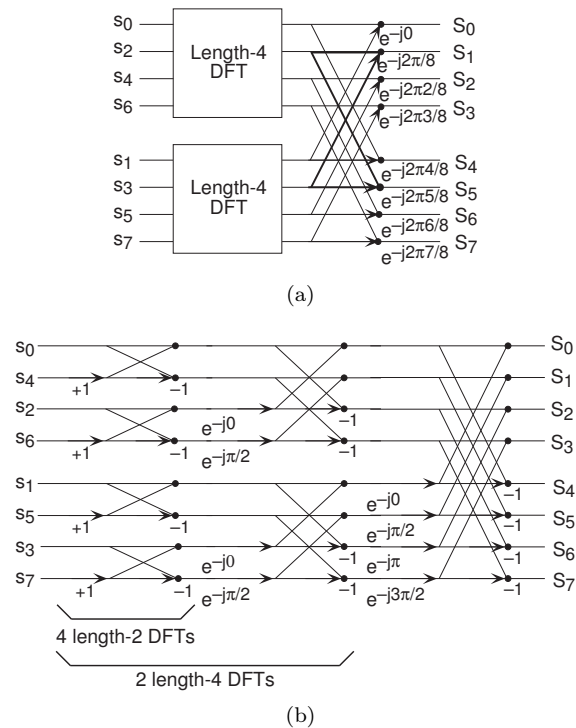 s0 S0
e–j0
s2 Length-4 DFT S1
e–j2π/8
s4 S2
e–j2π2/8
s6 S3
e–j2π3/8
s1 S4
e–j2π4/8
s3 Length-4 DFT S5
e–j2π5/8
s5 S6
e–j2π6/8
s7 S7
e–j2π7/8
(a)
s0 S0
s4 S1
+1 –1
s2 S2
e–j0 –1
s6 S3
+1 –1 e–jπ/2 –1
s1 S4
e–j0 –1
s5 S5
+1 –1 e–jπ/2 –1
s3 S6
e–j0 –1 e–jπ –1
s7 S7
+1 –1 e–jπ/2 –1 e–j3π/2 –1
4 length-2 DFTs
2 length-4 DFTs
(b)